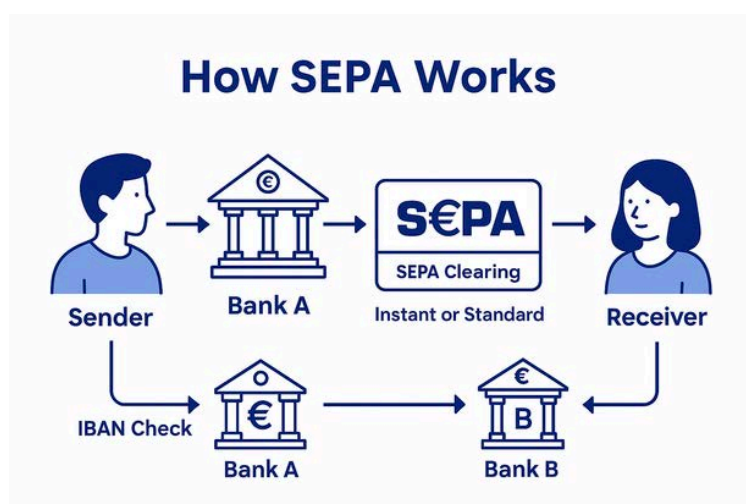 How SEPA Works
€
S€PA
SEPA Clearing
Sender
Bank A
Instant or Standard
Receiver
IBAN Check
€
Bank A
€
B
Bank B